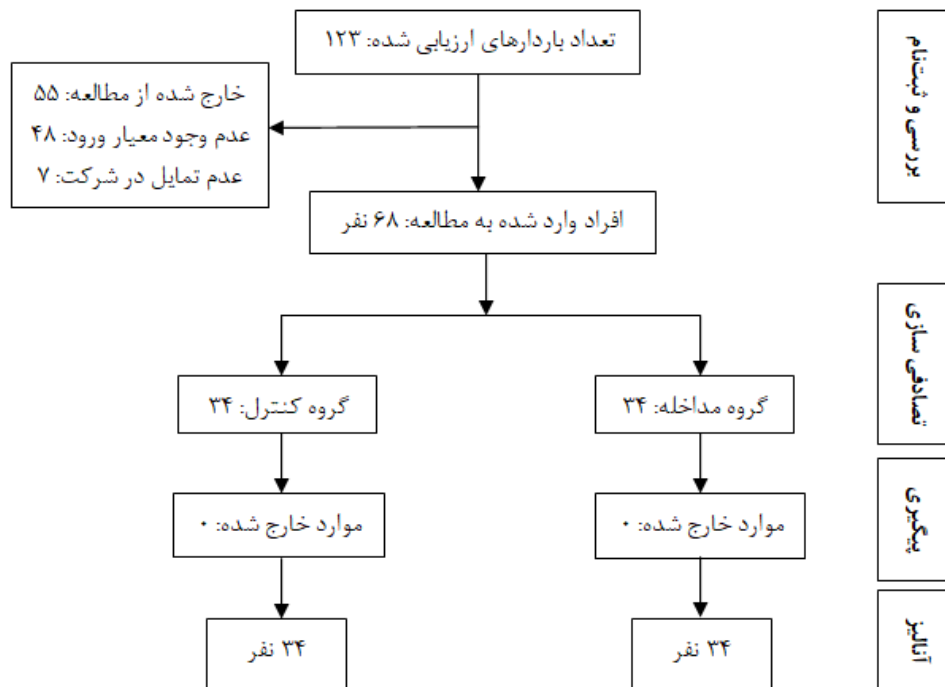 تعداد باردارهای ارزیابی شده: ۱۲۳
بررسی و ثبت‌نام
خارج شده از مطالعه: ۵۵
عدم وجود معیار ورود: ۴۸
عدم تمایل در شرکت: ۷
افراد وارد شده به مطالعه: ۶۸ نفر
تصادفی سازی
گروه مداخله: ۳۴
گروه کنترل: ۳۴
پیگیری
موارد خارج شده: ۰
موارد خارج شده: ۰
آنالیز
۳۴ نفر
۳۴ نفر